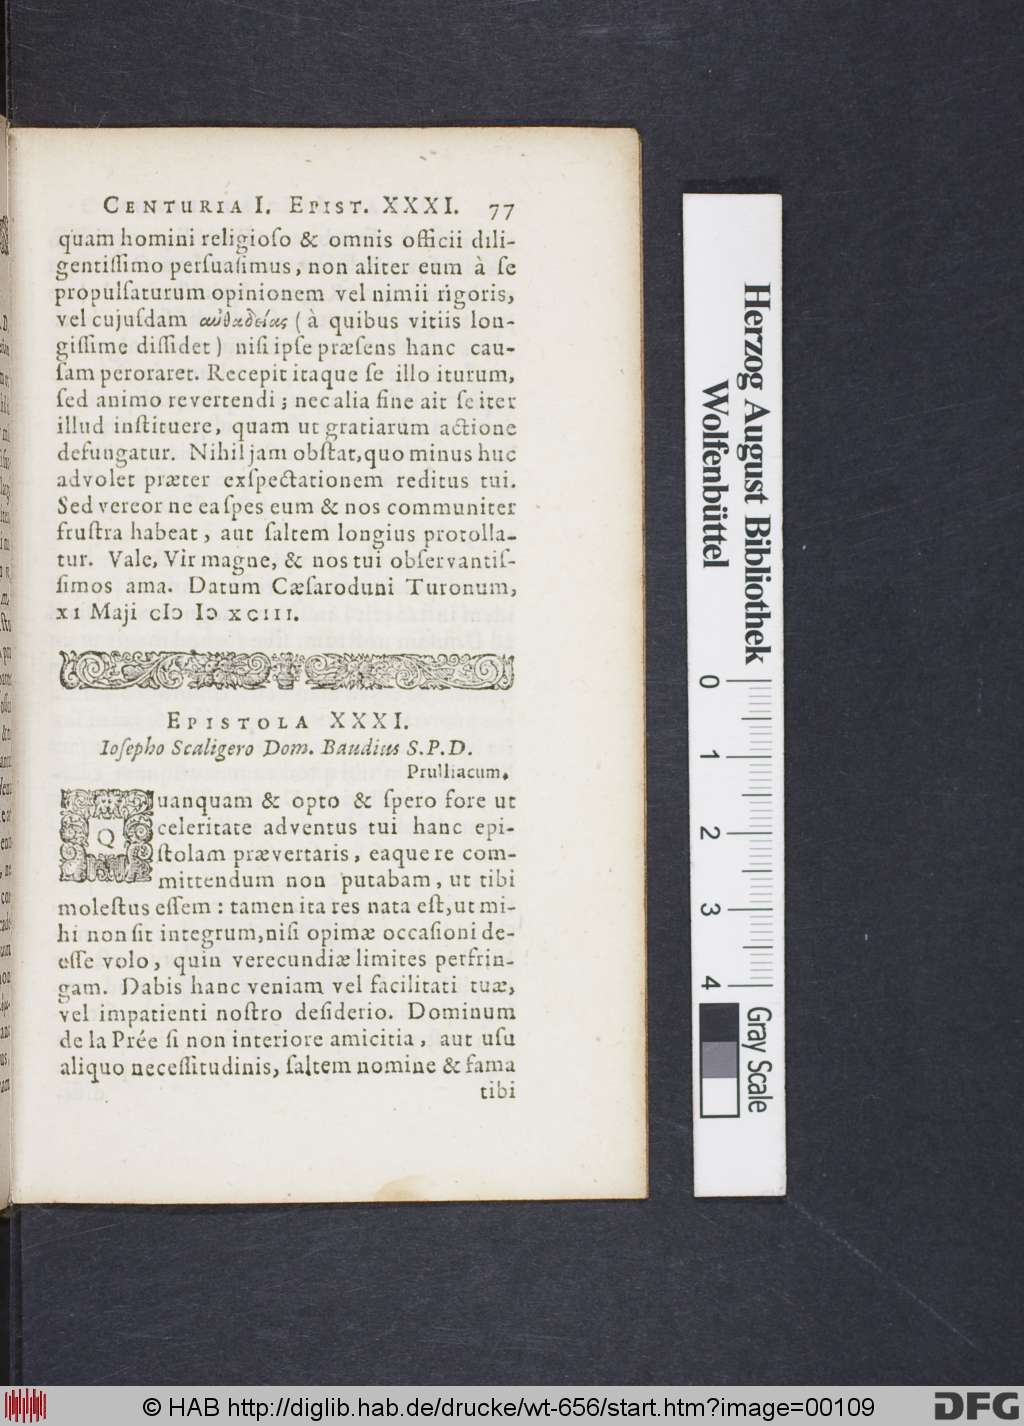 CENTURIA I. EPIST. XXXI. 77
quam homini religioſo & omnis officii dili-
gentiſſimo perſuaſimus, non aliter eum à ſe
propulſaturum opinionem vel nimii rigoris,
vel cujuſdam αὐθαδείας (à quibus vitiis lon-
giſſime diſſidet) niſi ipſe præſens hanc cau-
ſam peroraret. Recepit itaque ſe illo iturum,
ſed animo revertendi; nec alia fine ait ſe iter
illud inſtituere, quam ut gratiarum actione
defungatur. Nihil jam obſtat, quo minus huc
advolet præter exſpectationem reditus tui.
Sed vereor ne ea ſpes eum & nos communiter
fruſtra habeat, aut ſaltem longius protolla-
tur. Vale, Vir magne, & nos tui obſervantiſ-
ſimos ama. Datum Cæſaroduni Turonum,
XI Maji cIↄ Iↄ XCIII.
EPISTOLA XXXI.
Ioſepho Scaligero Dom. Baudius S.P.D.
Prulliacum.
Quanquam & opto & ſpero fore ut
celeritate adventus tui hanc epi-
ſtolam prævertaris, eaque re com-
mittendum non putabam, ut tibi
moleſtus eſſem: tamen ita res nata eſt, ut mi-
hi non ſit integrum, niſi opimæ occaſioni de-
eſſe volo, quin verecundiæ limites perfrin-
gam. Dabis hanc veniam vel facilitati tuæ,
vel impatienti noſtro deſiderio. Dominum
de la Prée ſi non interiore amicitia, aut uſu
aliquo neceſſitudinis, ſaltem nomine & fama
tibi
Herzog August Bibliothek
Wolfenbüttel
0 1 2 3 4
Gray Scale
© HAB http://diglib.hab.de/drucke/wt-656/start.htm?image=00109
DFG